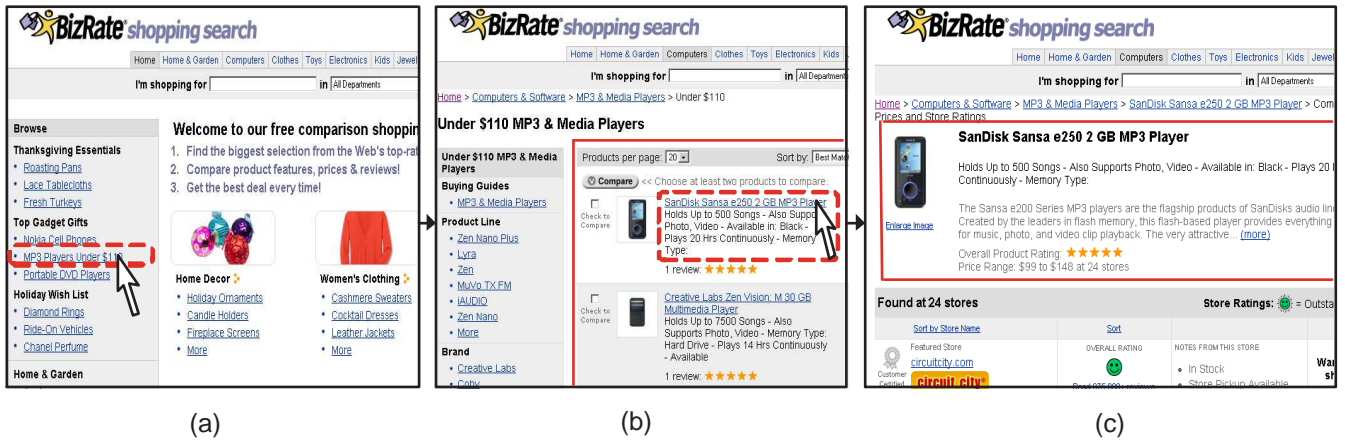 BizRate shopping search
Home Home & Garden Computers Clothes Toys Electronics Kids Jewel
I'm shopping for in All Departments
Browse
Thanksgiving Essentials
• Roasting Pans
• Lace Tablecloths
• Fresh Turkeys
Top Gadget Gifts
• Nokia Cell Phones
• MP3 Players Under $110
• Portable DVD Players
Holiday Wish List
• Diamond Rings
• Ride-On Vehicles
• Chanel Perfume
Home & Garden
Welcome to our free comparison shoppin
1. Find the biggest selection from the Web's top-rat
2. Compare product features, prices & reviews!
3. Get the best deal every time!
Home Decor
• Holiday Ornaments
• Candle Holders
• Fireplace Screens
• More
Women's Clothing
• Cashmere Sweaters
• Cocktail Dresses
• Leather Jackets
• More
(a)
BizRate shopping search
Home Home & Garden Computers Clothes Toys Electronics Kids
I'm shopping for in All Department
Home > Computers & Software > MP3 & Media Players > Under $110
Under $110 MP3 & Media Players
Under $110 MP3 & Media
Players
Buying Guides
• MP3 & Media Players
Product Line
• Zen Nano Plus
• Lyra
• Zen
• MuVo TX FM
• iAUDIO
• Zen Nano
• More
Brand
• Creative Labs
• Coby
Products per page: 20 Sort by: Best Mat
Compare << Choose at least two products to compare.
Check to
Compare
SanDisk Sansa e250 2 GB MP3 Player
Holds Up to 500 Songs - Also Suppo
Photo, Video - Available in: Black -
Plays 20 Hrs Continuously - Memory
Type:
1 review: ★★★★★
Check to
Compare
Creative Labs Zen Vision: M 30 GB
Multimedia Player
Holds Up to 7500 Songs - Also
Supports Photo, Video - Memory Type:
Hard Drive - Plays 14 Hrs Continuously
- Available
1 review: ★★★★★
(b)
BizRate shopping search
Home Home & Garden Computers Clothes Toys Electronics Kids Jewel
I'm shopping for in All Departments
Home > Computers & Software > MP3 & Media Players > SanDisk Sansa e250 2 GB MP3 Player > Com
Prices and Store Ratings
SanDisk Sansa e250 2 GB MP3 Player
Holds Up to 500 Songs - Also Supports Photo, Video - Available in: Black - Plays 20
Continuously - Memory Type:
The Sansa e200 Series MP3 players are the flagship products of SanDisks audio lin
Created by the leaders in flash memory, this flash-based player provides everything
for music, photo, and video clip playback. The very attractive... (more)
Enlarge Image
Overall Product Rating: ★★★★★
Price Range: $99 to $148 at 24 stores
Found at 24 stores Store Ratings: = Outsta
Sort by Store Name Sort
Featured Store OVERALL RATING NOTES FROM THIS STORE
circuitcity.com
Customer
Certified
circuit city
• In Stock
• Store Pickup Available
War
sh
(c)